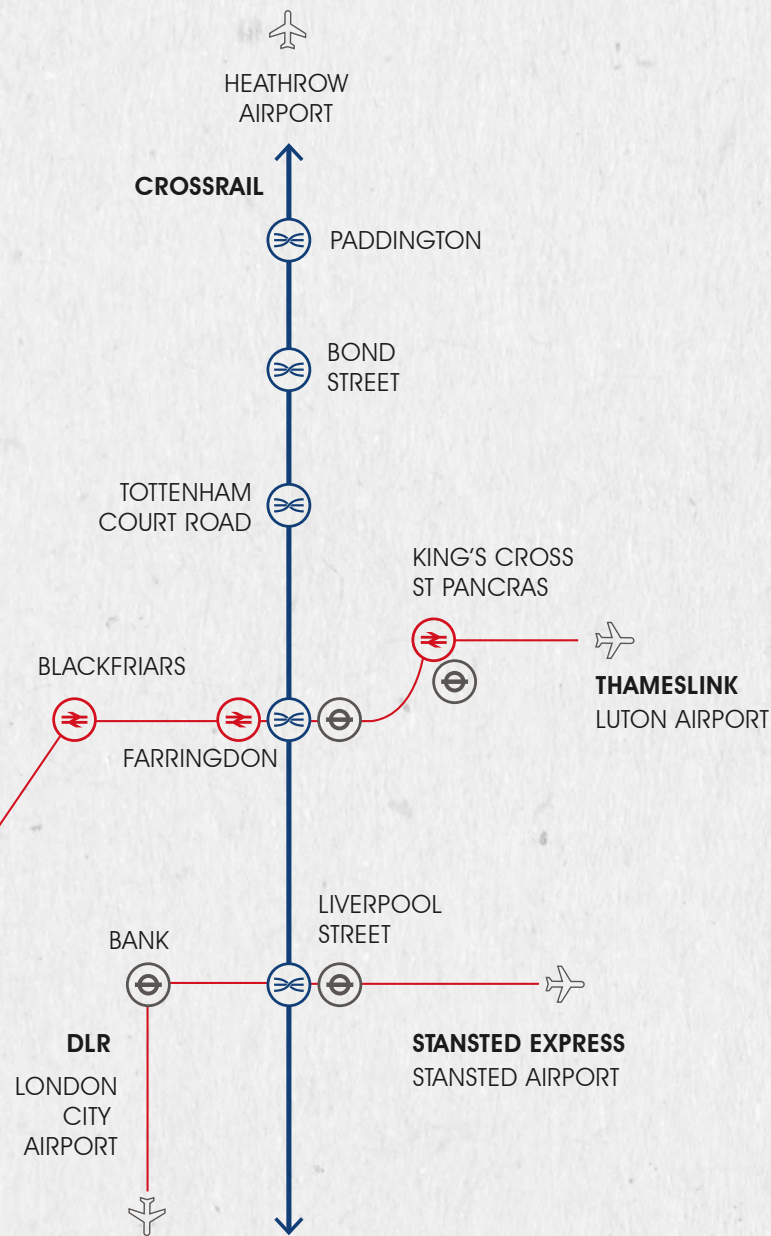 HEATHROW
AIRPORT
CROSSRAIL
PADDINGTON
BOND
STREET
TOTTENHAM
COURT ROAD
KING'S CROSS
ST PANCRAS
BLACKFRIARS
THAMESLINK
LUTON AIRPORT
FARRINGDON
LIVERPOOL
STREET
BANK
DLR
LONDON
CITY
AIRPORT
STANSTED EXPRESS
STANSTED AIRPORT